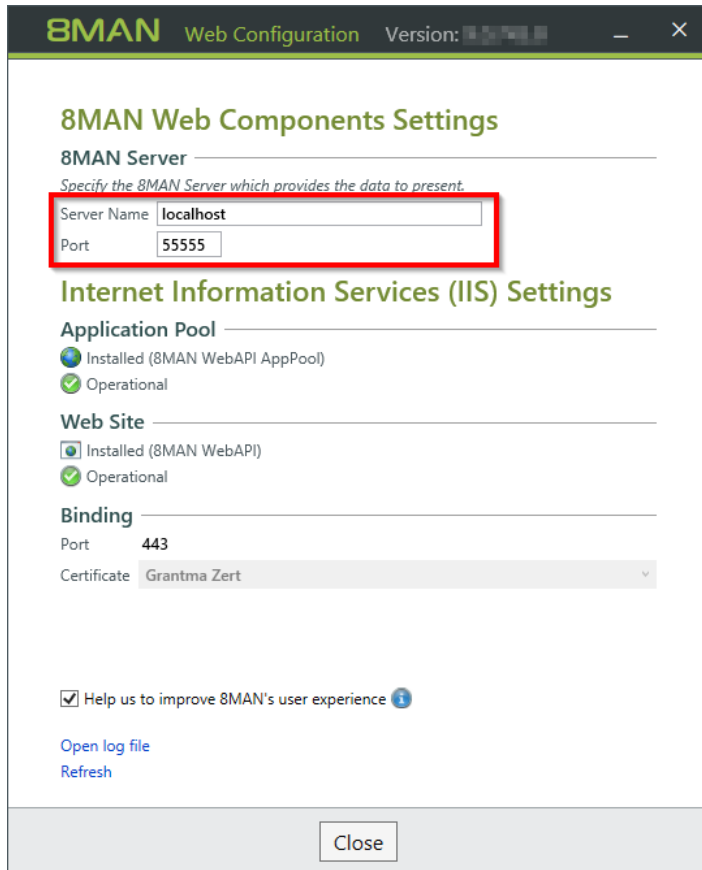 8MAN Web Configuration Version:
8MAN Web Components Settings
8MAN Server
Specify the 8MAN Server which provides the data to present.
Server Name localhost
Port 55555
Internet Information Services (IIS) Settings
Application Pool
Installed (8MAN WebAPI AppPool)
Operational
Web Site
Installed (8MAN WebAPI)
Operational
Binding
Port 443
Certificate Grantma Zert
Help us to improve 8MAN's user experience
Open log file
Refresh
Close